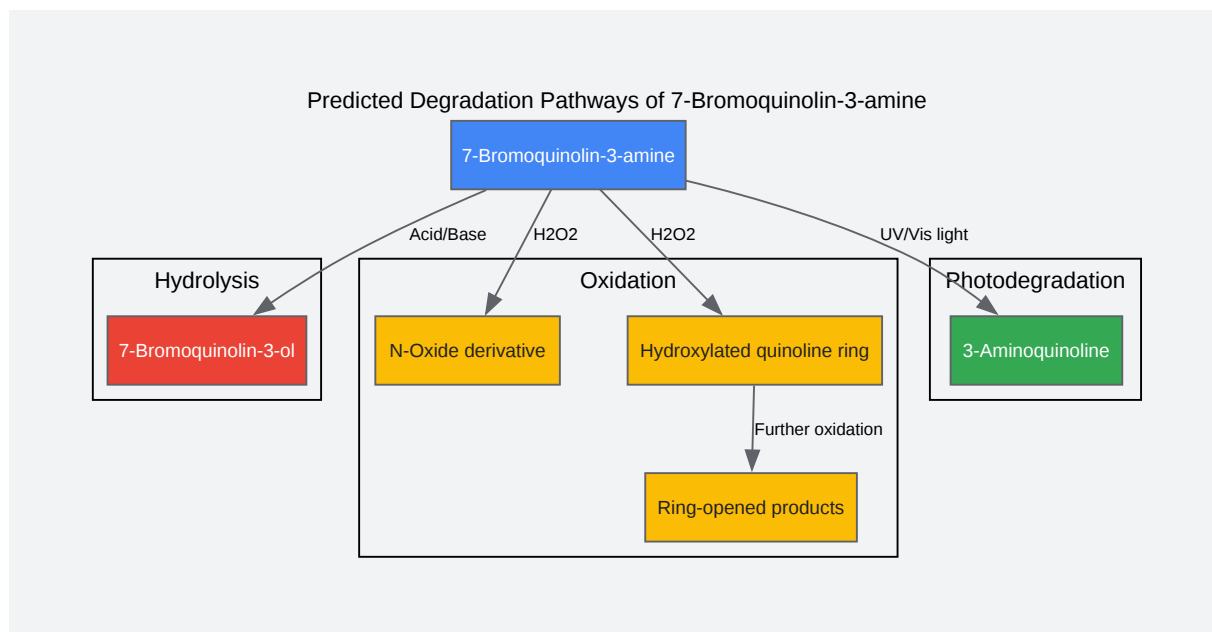 Predicted Degradation Pathways of 7-Bromoquinolin-3-amine
7-Bromoquinolin-3-amine
Acid/Base
H2O2
H2O2
UV/Vis light
Hydrolysis
Oxidation
Photodegradation
7-Bromoquinolin-3-ol
N-Oxide derivative
Hydroxylated quinoline ring
3-Aminoquinoline
Further oxidation
Ring-opened products